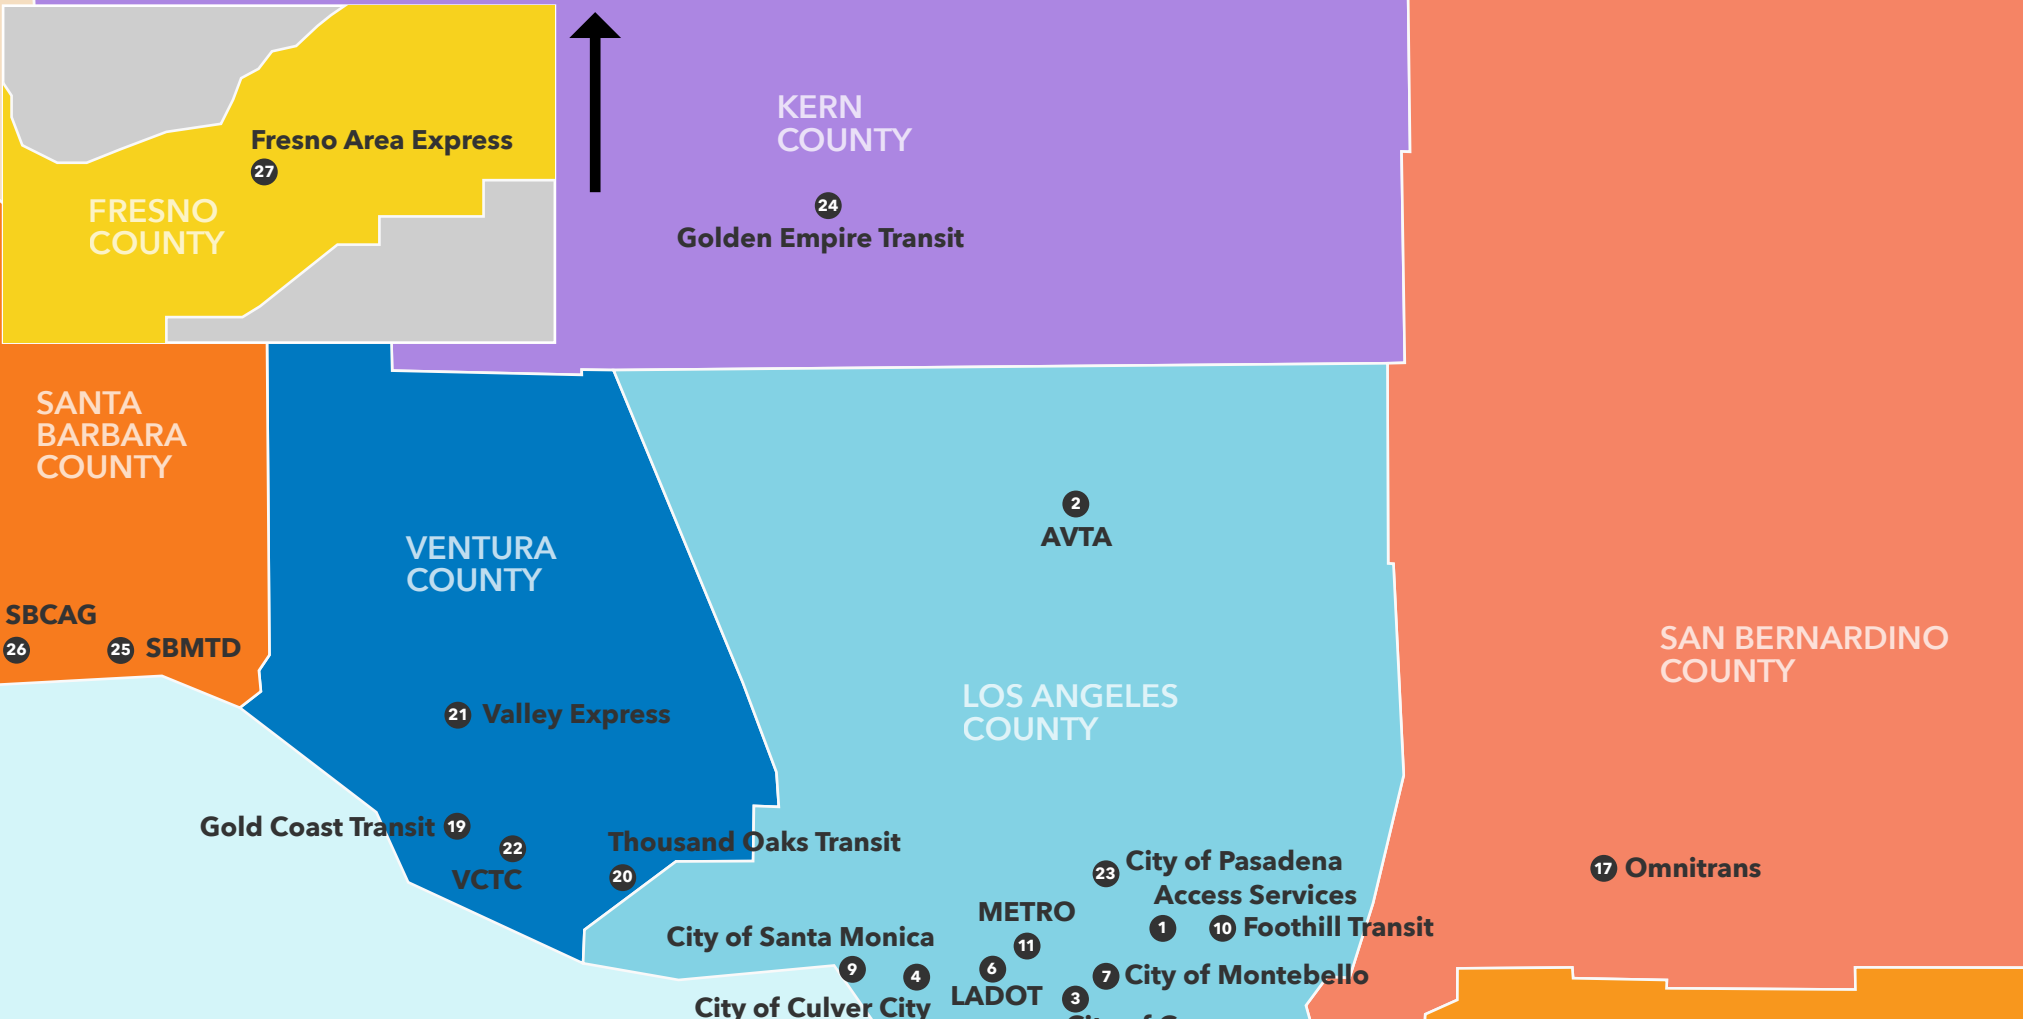 KERN
COUNTY
Fresno Area Express
27
FRESNO
COUNTY
24
Golden Empire Transit
SANTA
BARBARA
COUNTY
2
AVTA
VENTURA
COUNTY
SBCAG
26
25 SBMTD
SAN BERNARDINO
COUNTY
LOS ANGELES
COUNTY
21 Valley Express
Gold Coast Transit 19
22
VCTC
Thousand Oaks Transit
20
23 City of Pasadena
17 Omnitrans
Access Services
1
10 Foothill Transit
METRO
11
City of Santa Monica
9
4
City of Culver City
6
LADOT
7 City of Montebello
3
City of